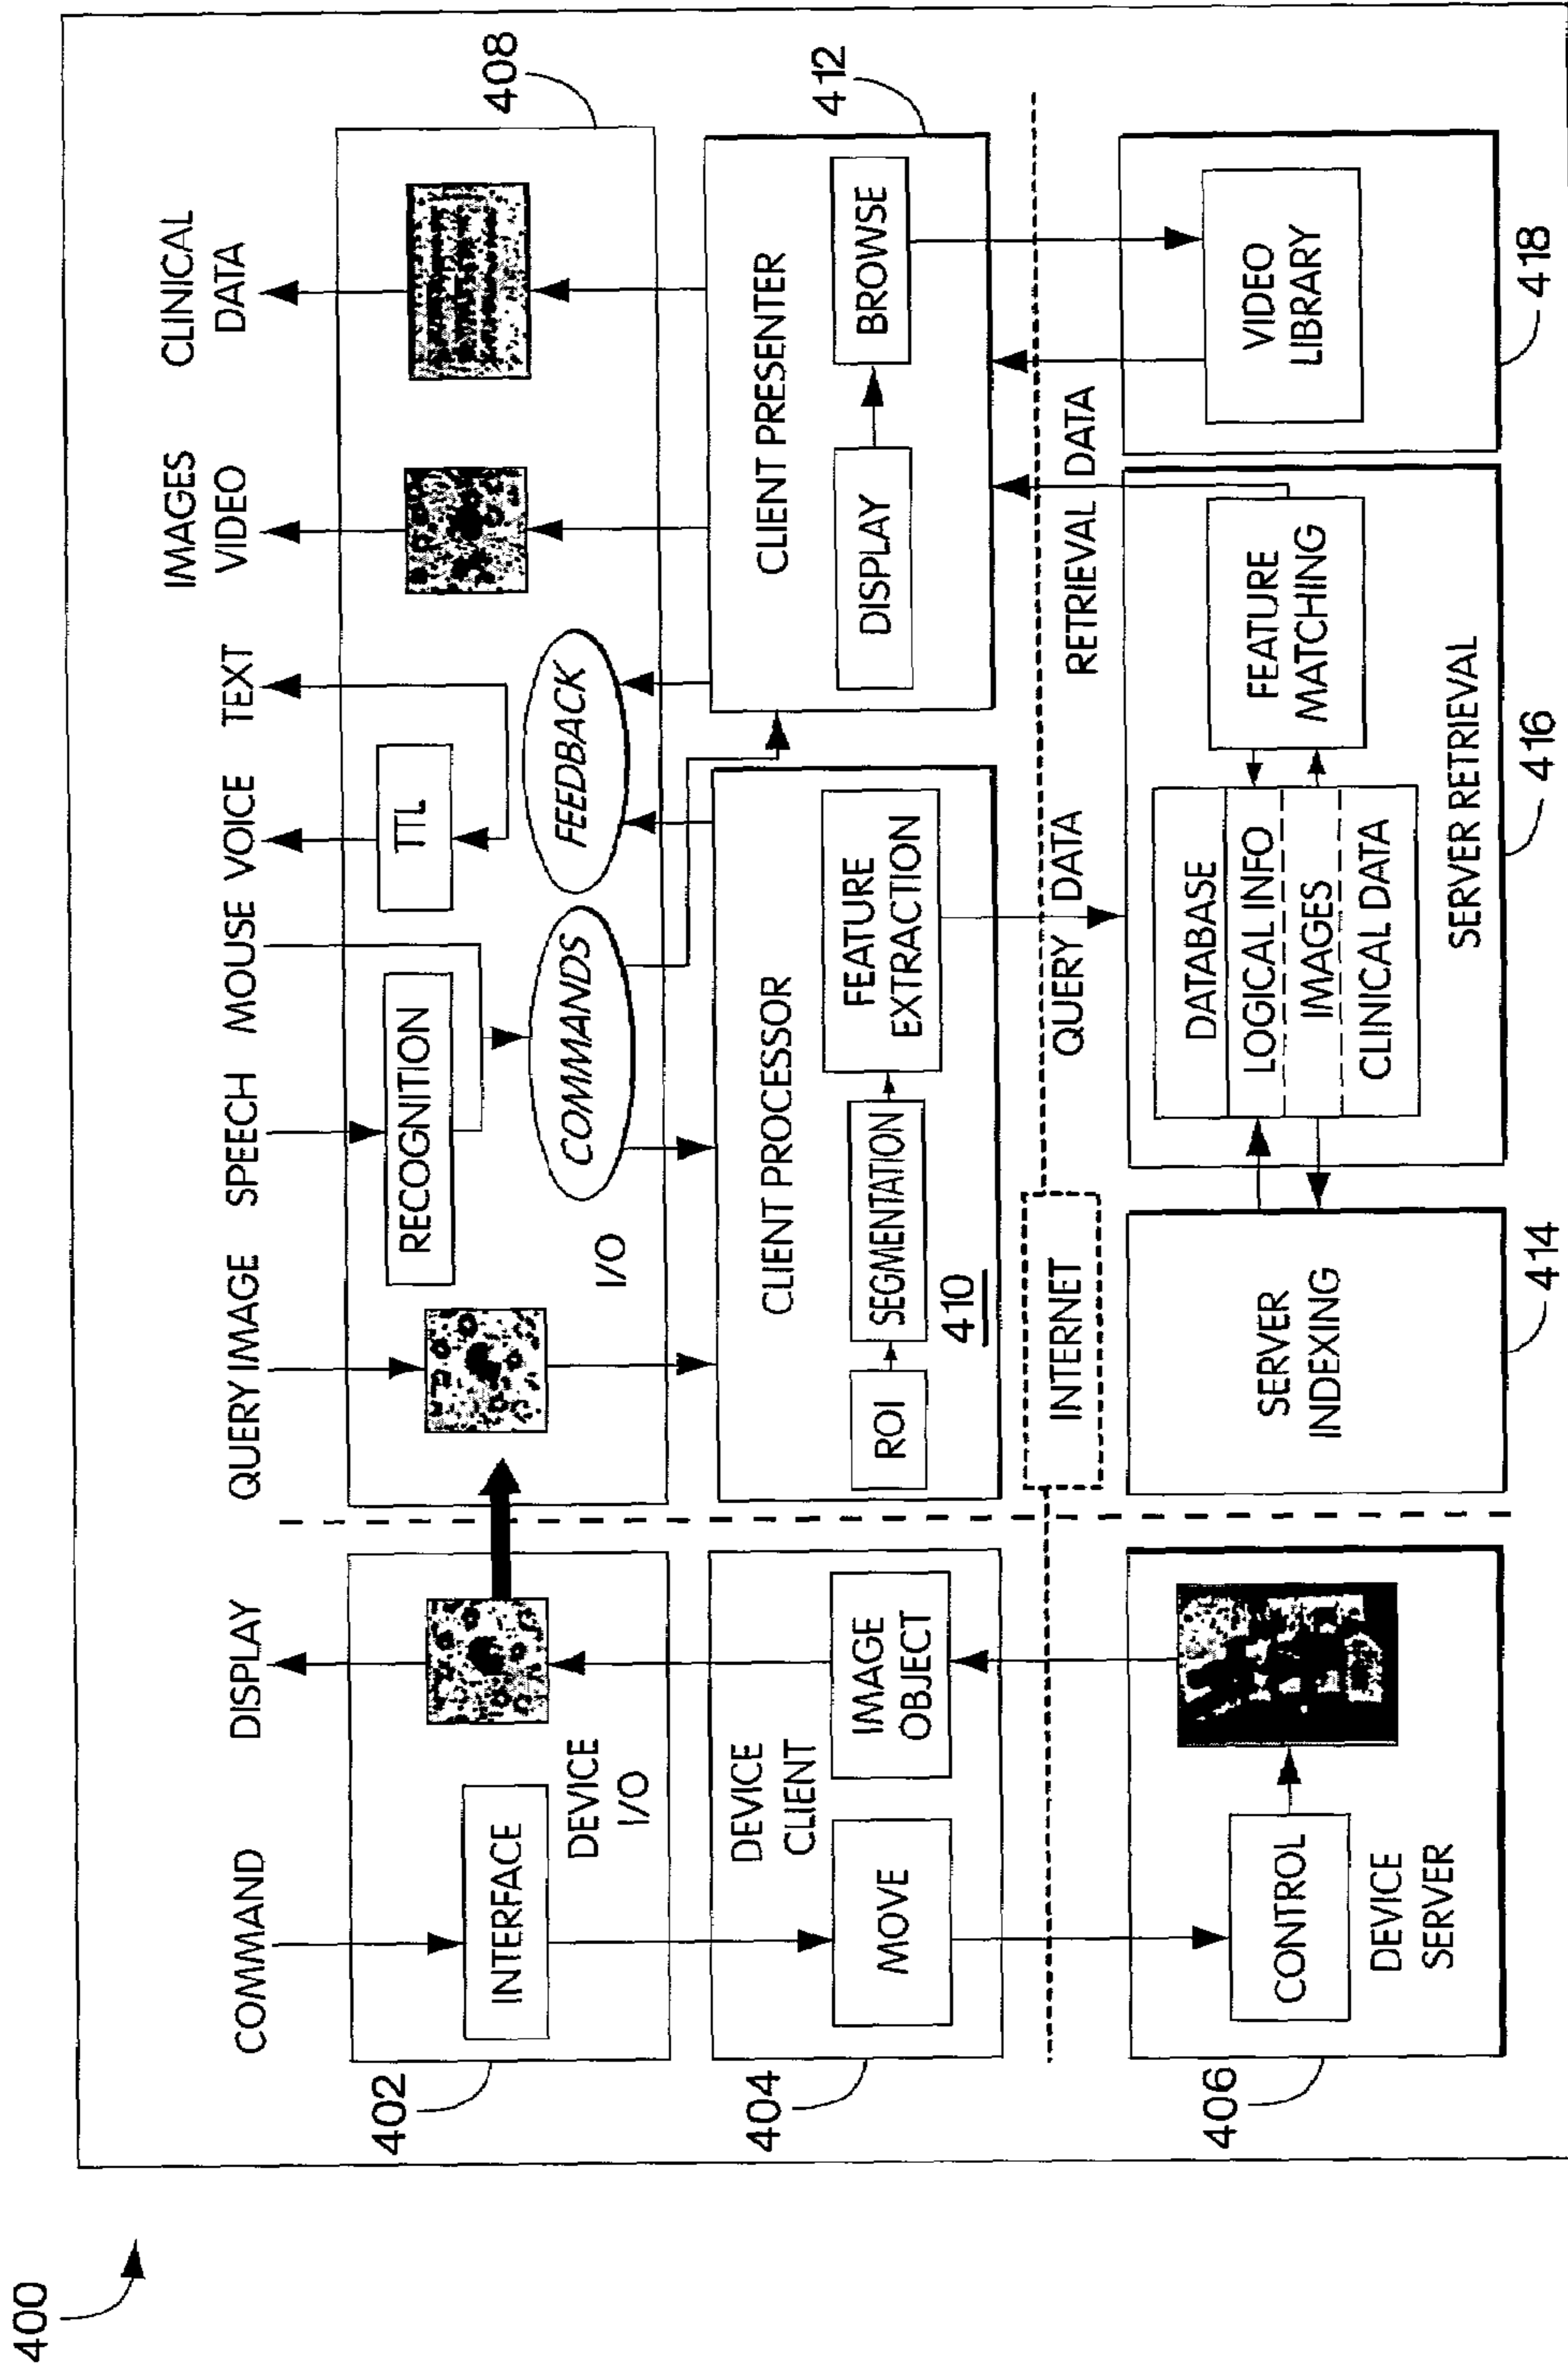 400
COMMAND
DISPLAY
QUERY IMAGE
SPEECH
MOUSE
VOICE
TEXT
IMAGES
VIDEO
CLINICAL
DATA
402
INTERFACE
DEVICE
I/O
RECOGNITION
I/O
COMMANDS
TTL
FEEDBACK
408
404
DEVICE
CLIENT
MOVE
IMAGE
OBJECT
CLIENT PROCESSOR
ROI
SEGMENTATION
FEATURE
EXTRACTION
410
CLIENT PRESENTER
DISPLAY
BROWSE
412
INTERNET
QUERY DATA
RETRIEVAL DATA
406
CONTROL
DEVICE
SERVER
SERVER
INDEXING
414
DATABASE
LOGICAL INFO
IMAGES
CLINICAL DATA
FEATURE
MATCHING
SERVER RETRIEVAL
416
VIDEO
LIBRARY
418